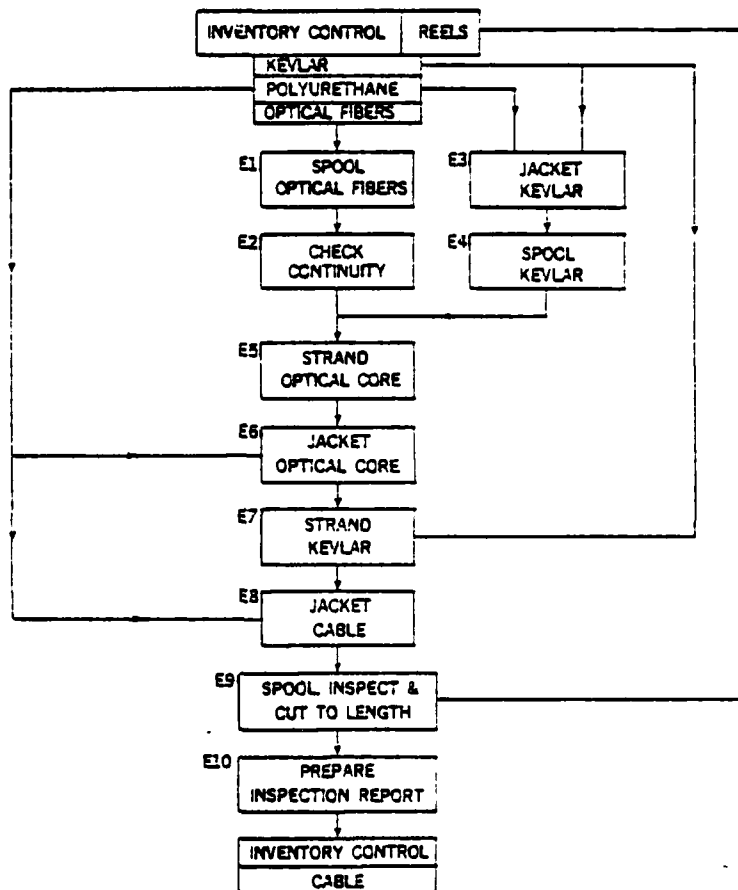 INVENTORY CONTROL REELS
KEVLAR
POLYURETHANE
OPTICAL FIBERS
E1
SPOOL
OPTICAL FIBERS
E3
JACKET
KEVLAR
E2
CHECK
CONTINUITY
E4
SPOOL
KEVLAR
E5
STRAND
OPTICAL CORE
E6
JACKET
OPTICAL CORE
E7
STRAND
KEVLAR
E8
JACKET
CABLE
E9
SPOOL, INSPECT &
CUT TO LENGTH
E10
PREPARE
INSPECTION REPORT
INVENTORY CONTROL
CABLE